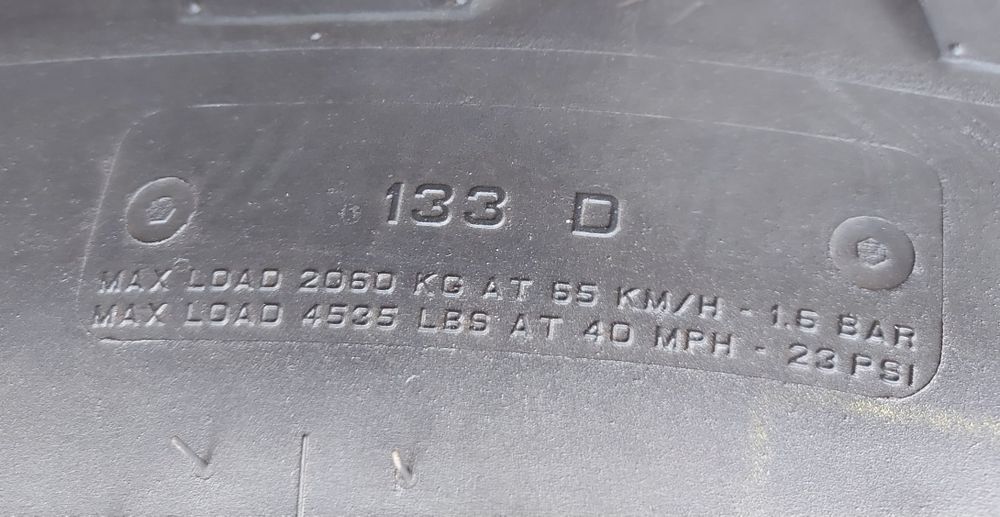 133 D
MAX LOAD 2060 KG AT 65 KM/H - 1.6 BAR
MAX LOAD 4535 LBS AT 40 MPH - 23 PSI